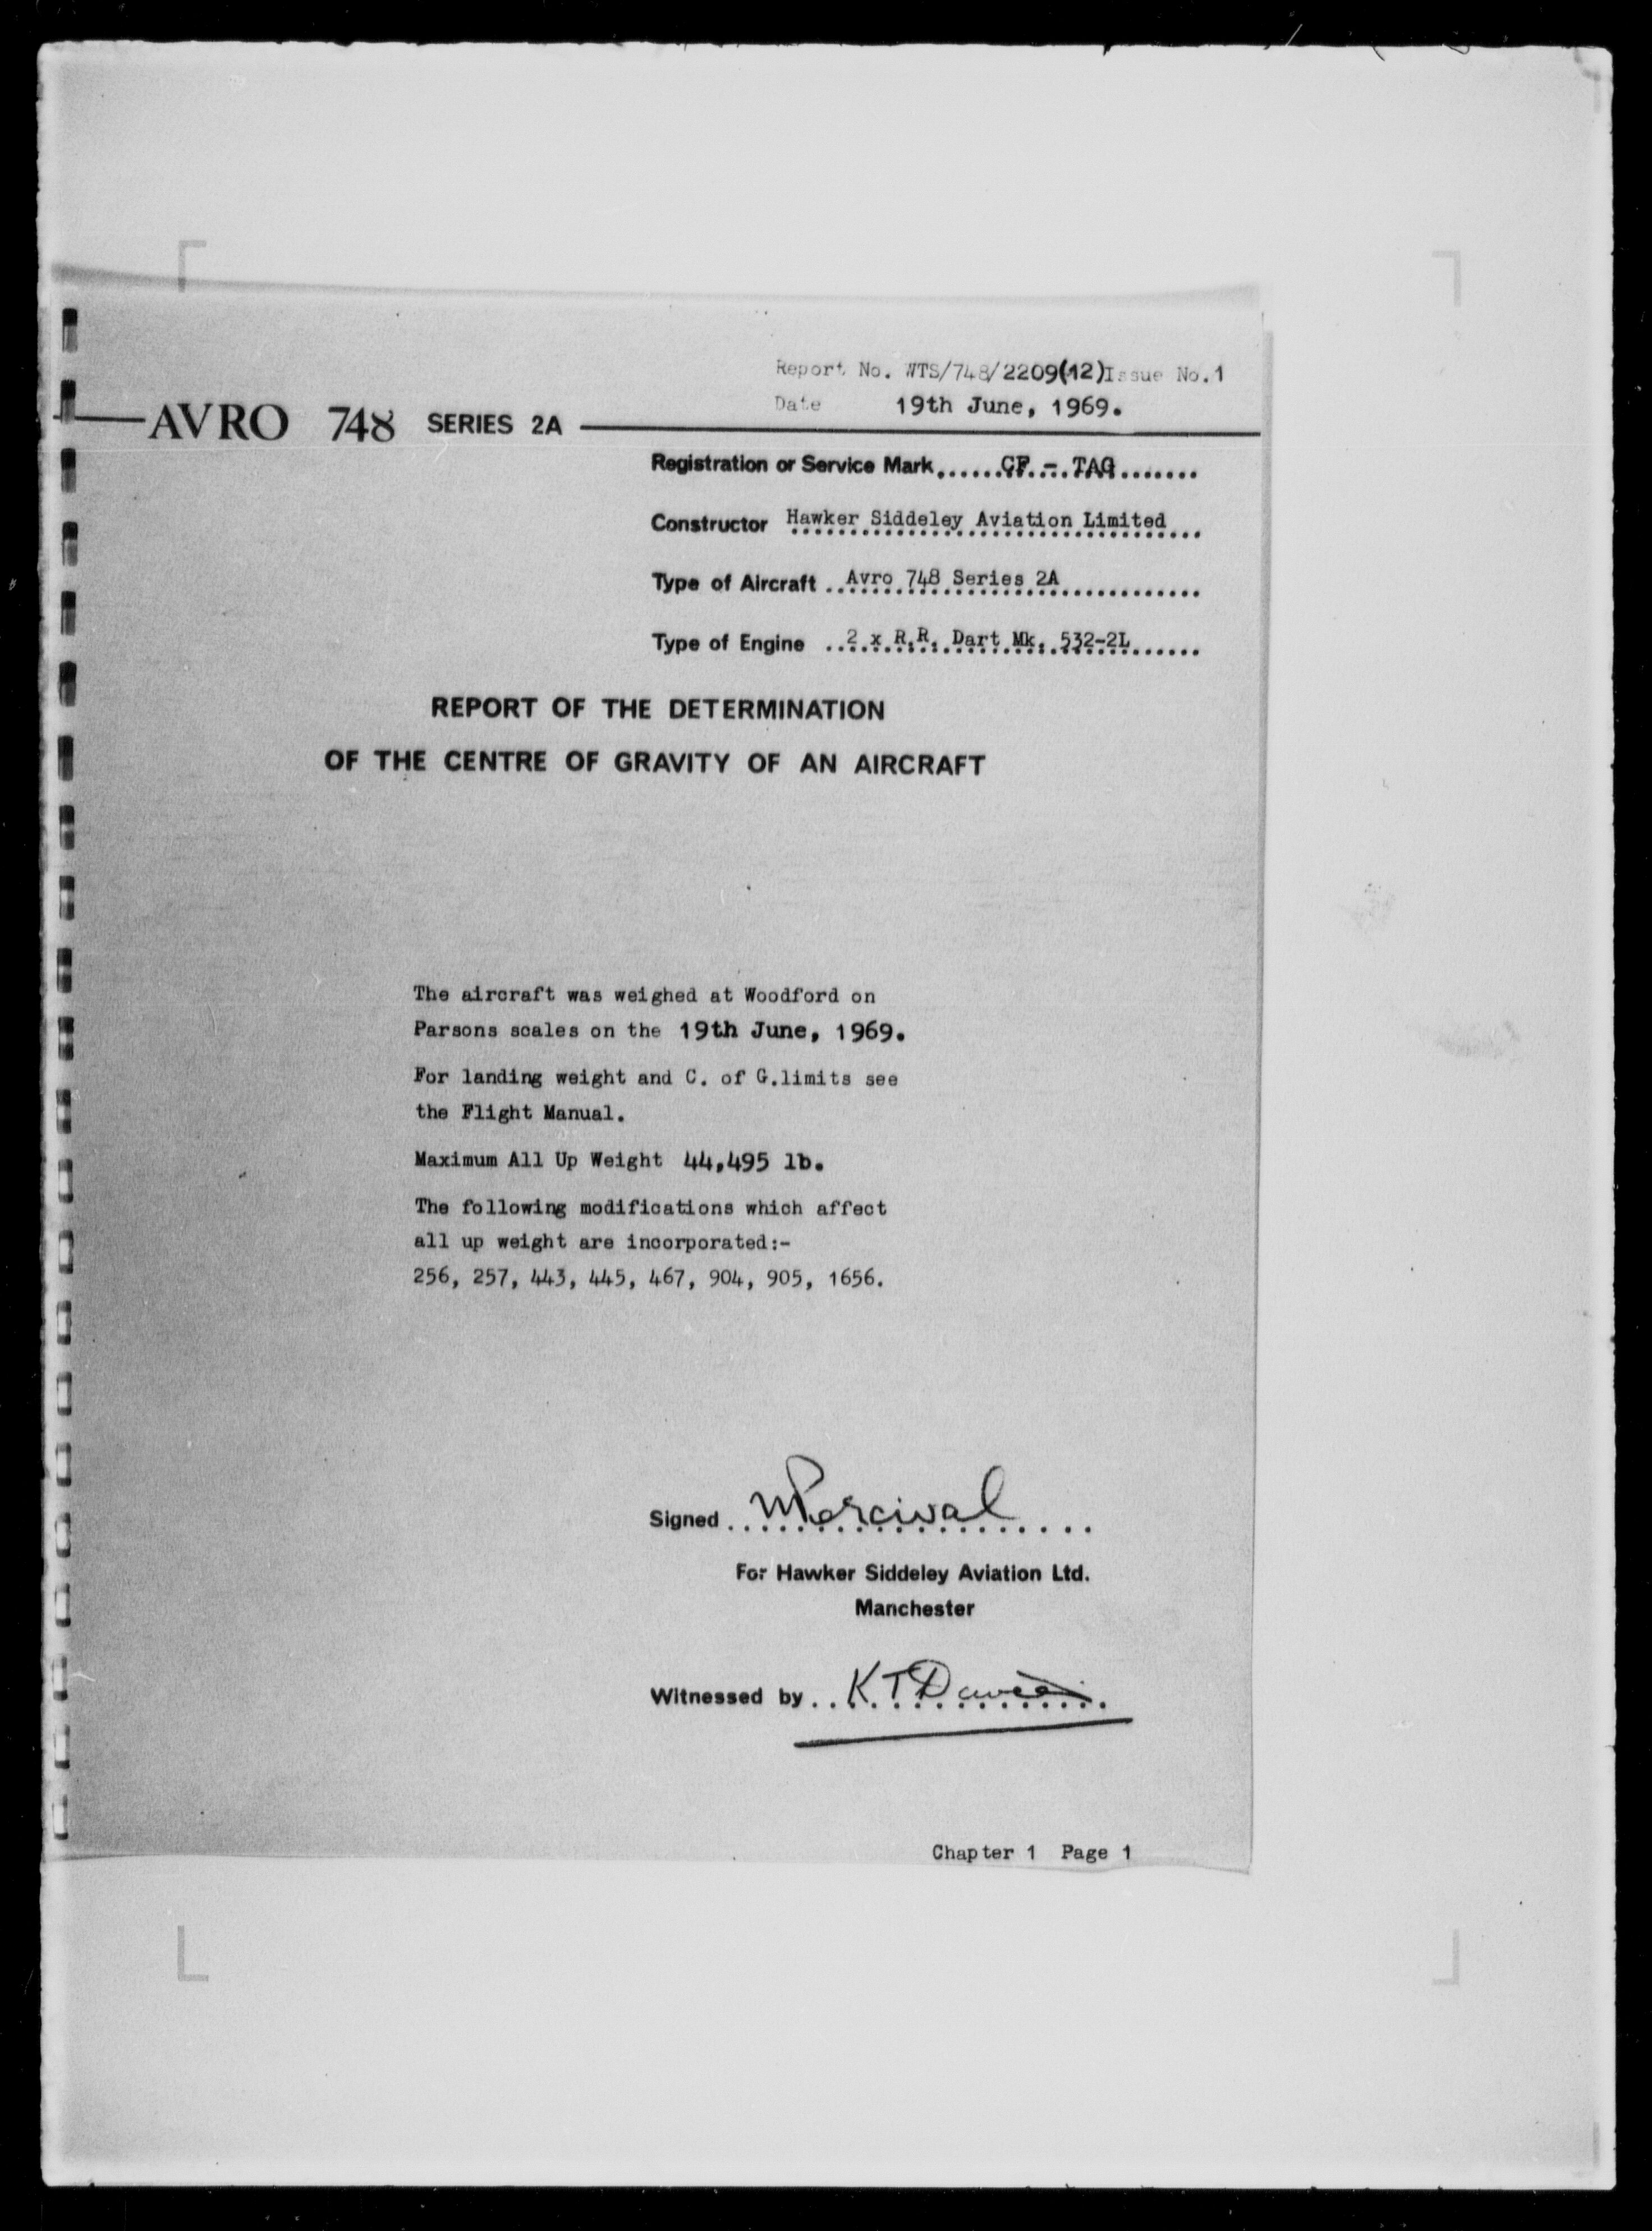 Report No. WTS/748/2209(12)Issue No.1
Date 19th June, 1969.
AVRO 748 SERIES 2A
Registration or Service Mark......CF.-.TAG.......
Constructor Hawker Siddeley Aviation Limited
Type of Aircraft Avro 748 Series 2A
Type of Engine 2 x R.R. Dart Mk. 532-2L
REPORT OF THE DETERMINATION
OF THE CENTRE OF GRAVITY OF AN AIRCRAFT
The aircraft was weighed at Woodford on
Parsons scales on the 19th June, 1969.
For landing weight and C. of G.limits see
the Flight Manual.
Maximum All Up Weight 44,495 lb.
The following modifications which affect
all up weight are incorporated:-
256, 257, 443, 445, 467, 904, 905, 1656.
Signed MPercival
For Hawker Siddeley Aviation Ltd.
Manchester
Witnessed by K.T.Davies
Chapter 1 Page 1